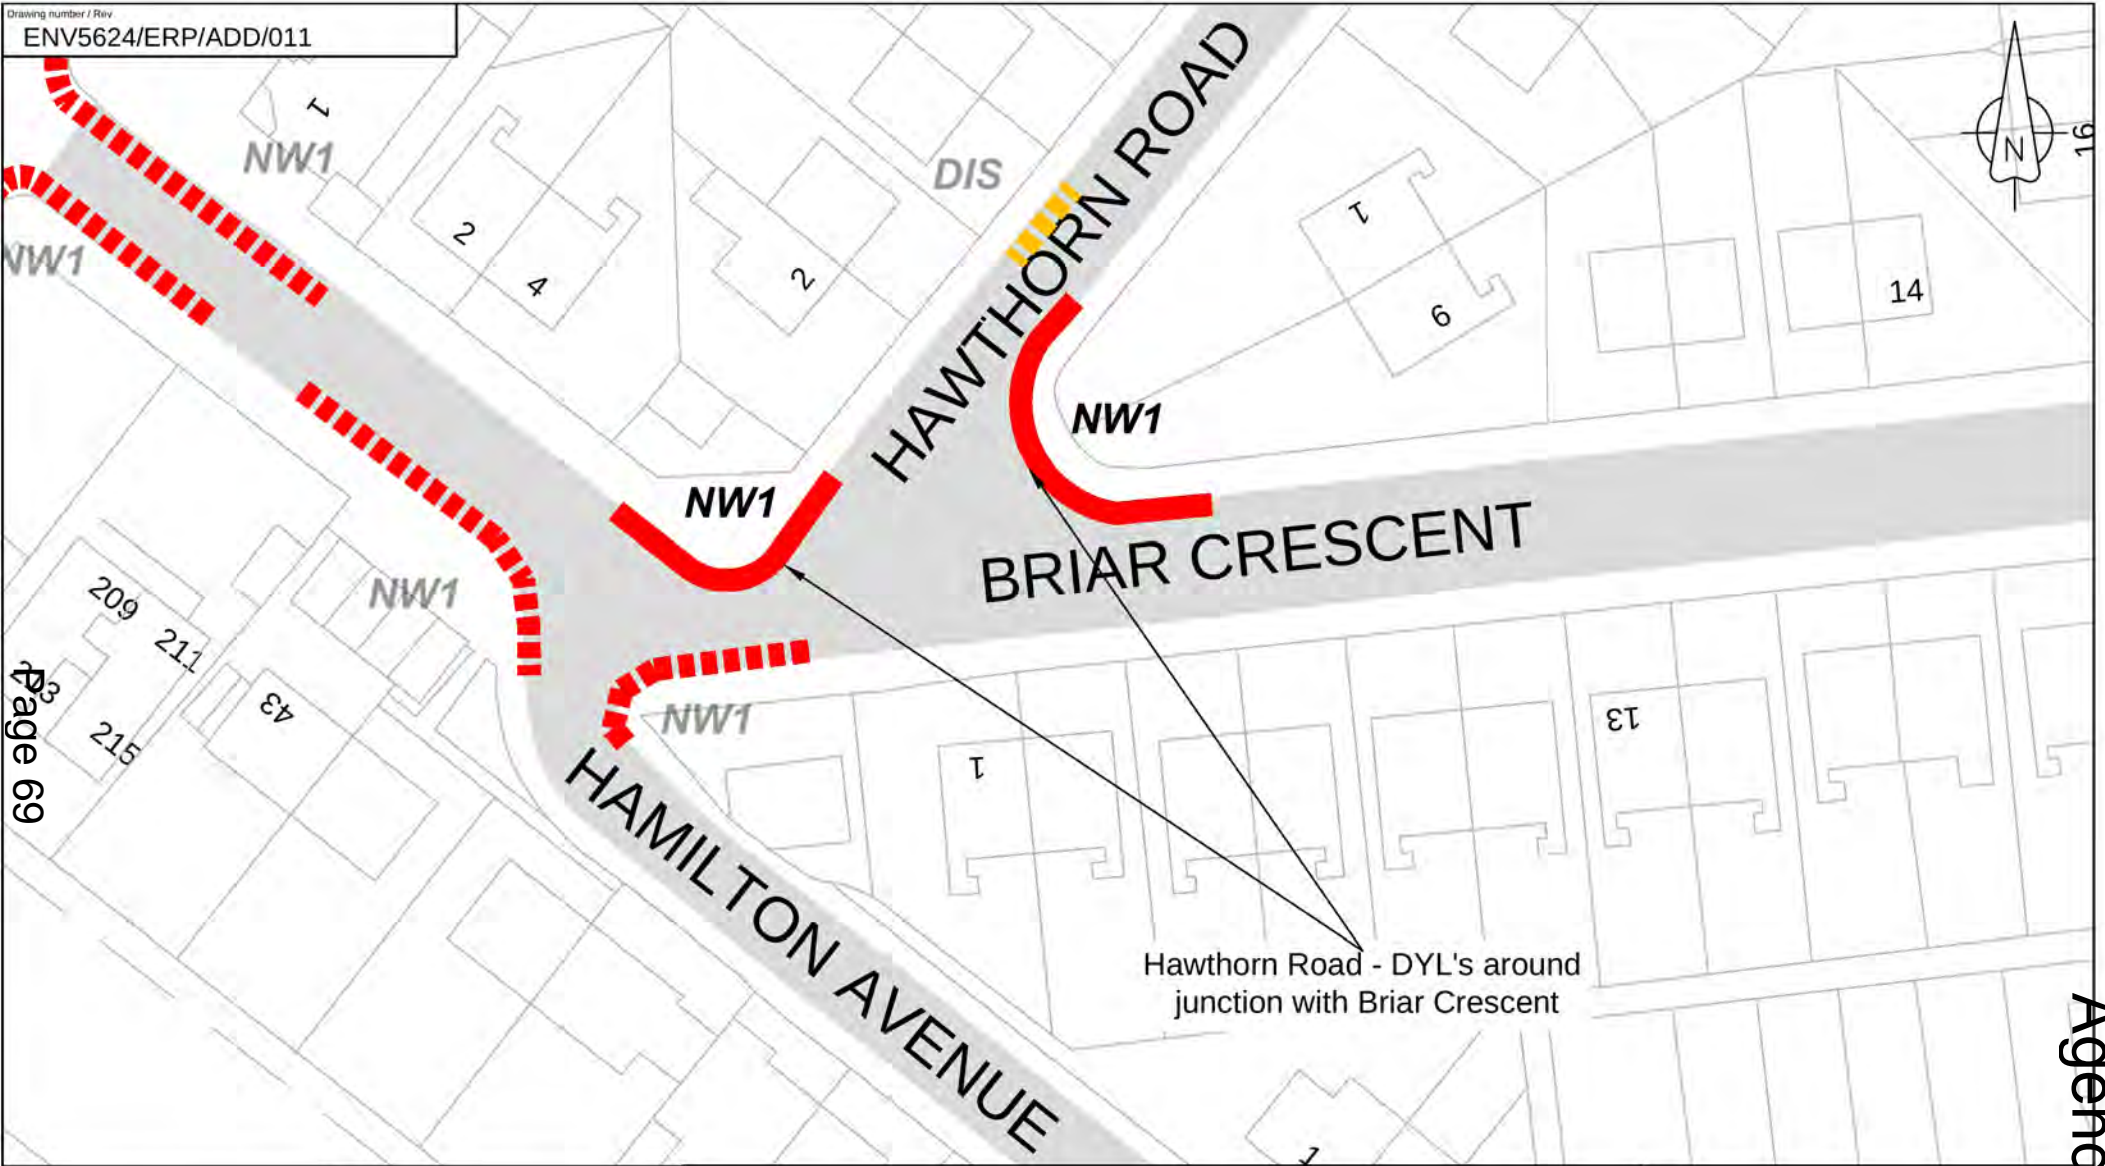 Drawing number / Rev
ENV5624/ERP/ADD/011
1
NW1
DIS
HAWTHORN ROAD
N
16
NW1
2
4
2
1
6
14
NW1
NW1
BRIAR CRESCENT
209
211
NW1
43
215
Page 69
NW1
1
13
HAMILTON AVENUE
Hawthorn Road - DYL's around
junction with Briar Crescent
1